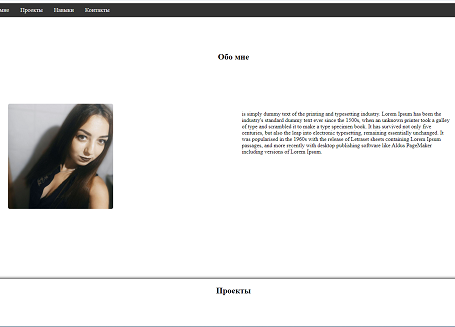 мне Проекты Навыки Контакты
Обо мне
is simply dummy text of the printing and typesetting industry. Lorem Ipsum has been the
industry's standard dummy text ever since the 1500s, when an unknown printer took a galley
of type and scrambled it to make a type specimen book. It has survived not only five
centuries, but also the leap into electronic typesetting, remaining essentially unchanged. It
was popularised in the 1960s with the release of Letraset sheets containing Lorem Ipsum
passages, and more recently with desktop publishing software like Aldus PageMaker
including versions of Lorem Ipsum.
Проекты